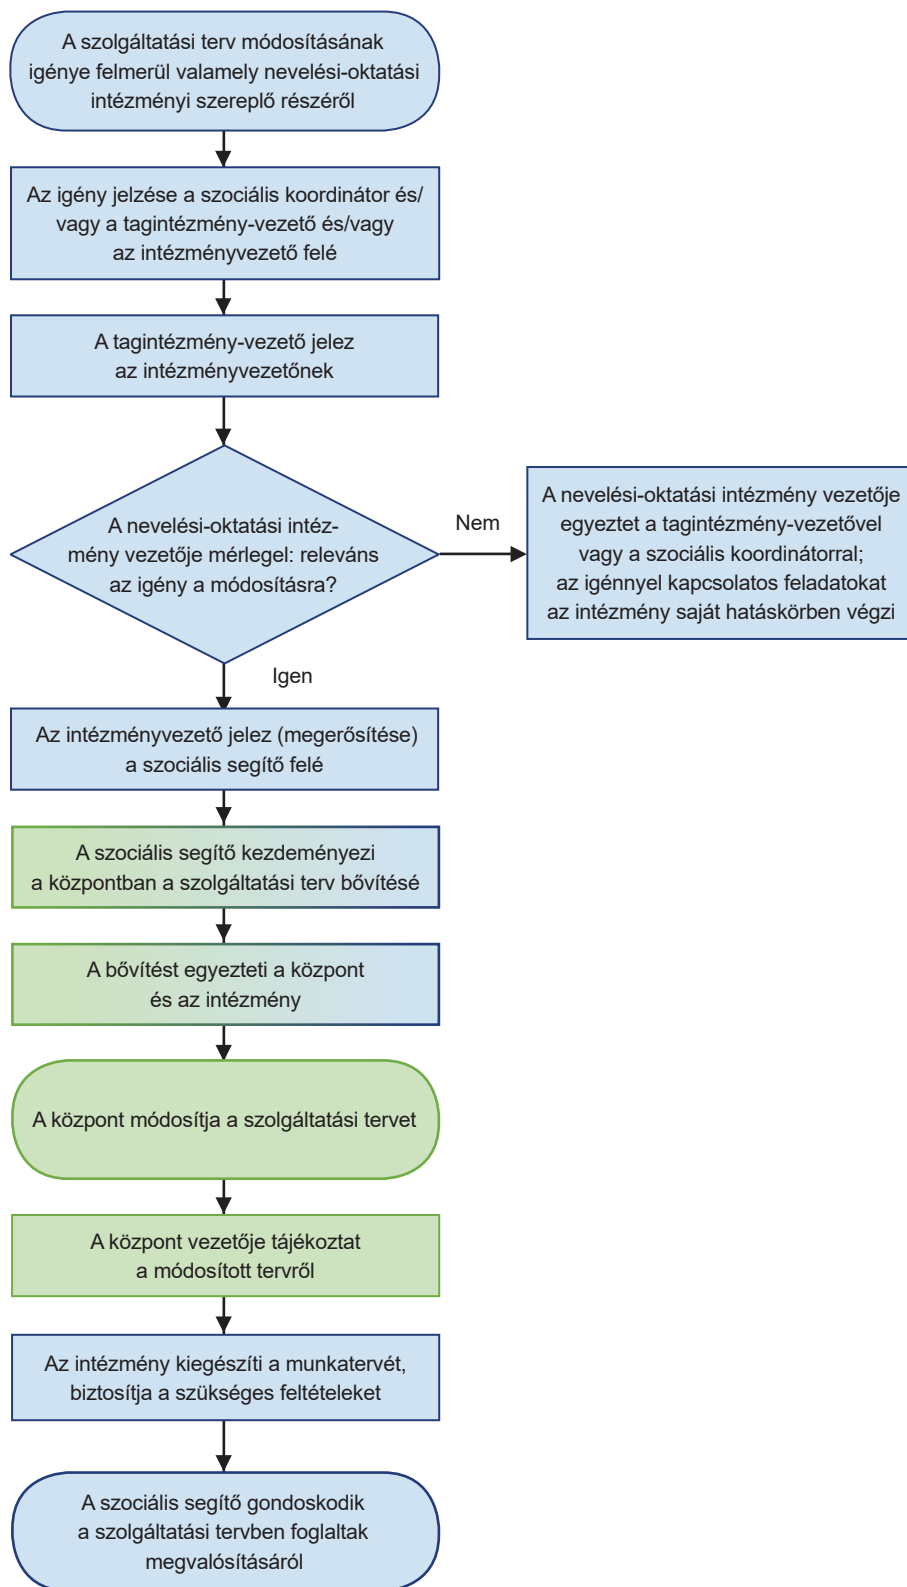 A szolgáltatási terv módosításának
igénye felmerül valamely nevelési-oktatási
intézményi szereplő részéről
Az igény jelzése a szociális koordinátor és/
vagy a tagintézmény-vezető és/vagy
az intézményvezető felé
A tagintézmény-vezető jelez
az intézményvezetőnek
A nevelési-oktatási intéz-
mény vezetője mérlegel: releváns
az igény a módosításra?
Nem
A nevelési-oktatási intézmény vezetője
egyeztet a tagintézmény-vezetővel
vagy a szociális koordinátorral;
az igénnyel kapcsolatos feladatokat
az intézmény saját hatáskörben végzi
Igen
Az intézményvezető jelez (megerősítése)
a szociális segítő felé
A szociális segítő kezdeményezi
a központban a szolgáltatási terv bővítésé
A bővítést egyezteti a központ
és az intézmény
A központ módosítja a szolgáltatási tervet
A központ vezetője tájékoztat
a módosított tervről
Az intézmény kiegészíti a munkatervét,
biztosítja a szükséges feltételeket
A szociális segítő gondoskodik
a szolgáltatási tervben foglaltak
megvalósításáról